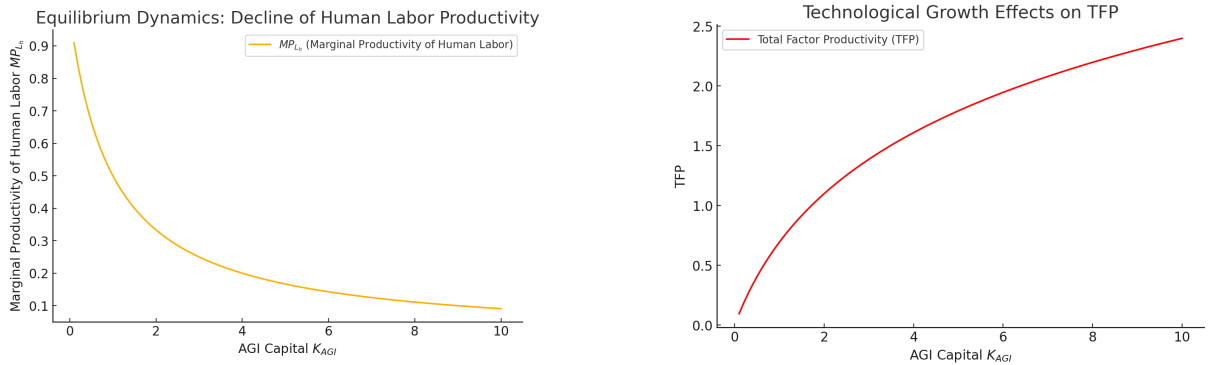 Equilibrium Dynamics: Decline of Human Labor Productivity
MP_{L_h} (Marginal Productivity of Human Labor)
Marginal Productivity of Human Labor MP_{L_h}
0.9
0.8
0.7
0.6
0.5
0.4
0.3
0.2
0.1
0 2 4 6 8 10
AGI Capital K_{AGI}
Technological Growth Effects on TFP
Total Factor Productivity (TFP)
TFP
2.5
2.0
1.5
1.0
0.5
0.0
0 2 4 6 8 10
AGI Capital K_{AGI}